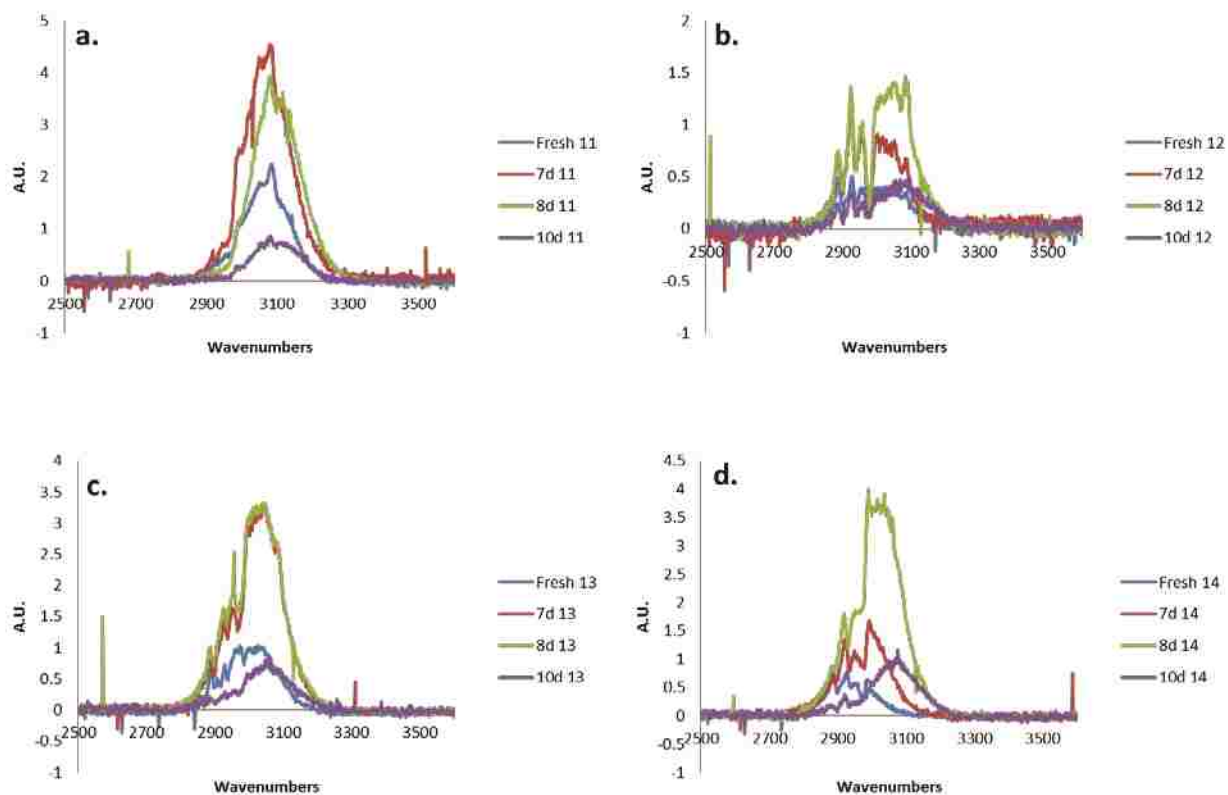 a.
5
4
3
2
1
0
-1
A.U.
2500 2700 2900 3100 3300 3500
Wavenumbers
Fresh 11
7d 11
8d 11
10d 11
b.
2
1.5
1
0.5
0
-0.5
-1
A.U.
2500 2700 2900 3100 3300 3500
Wavenumbers
Fresh 12
7d 12
8d 12
10d 12
c.
4
3.5
3
2.5
2
1.5
1
0.5
0
-0.5
-1
A.U.
2500 2700 2900 3100 3300 3500
Wavenumbers
Fresh 13
7d 13
8d 13
10d 13
d.
4.5
4
3.5
3
2.5
2
1.5
1
0.5
0
-0.5
-1
A.U.
2500 2700 2900 3100 3300 3500
Wavenumbers
Fresh 14
7d 14
8d 14
10d 14